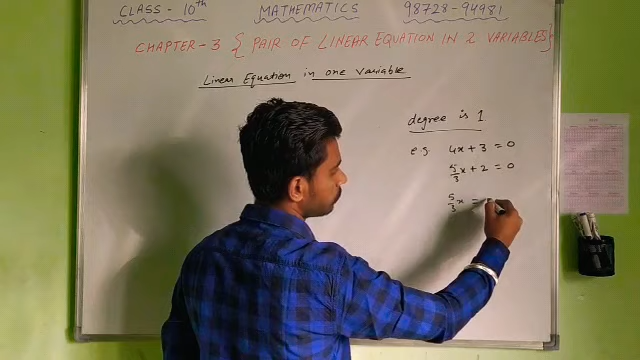 CLASS - 10th MATHEMATICS 98728-94981
CHAPTER-3 { PAIR OF LINEAR EQUATION IN 2 VARIABLES}
Linear Equation in one Variable
degree is 1
e.g. 4x + 3 = 0
5/3 x + 2 = 0
5/3 x =